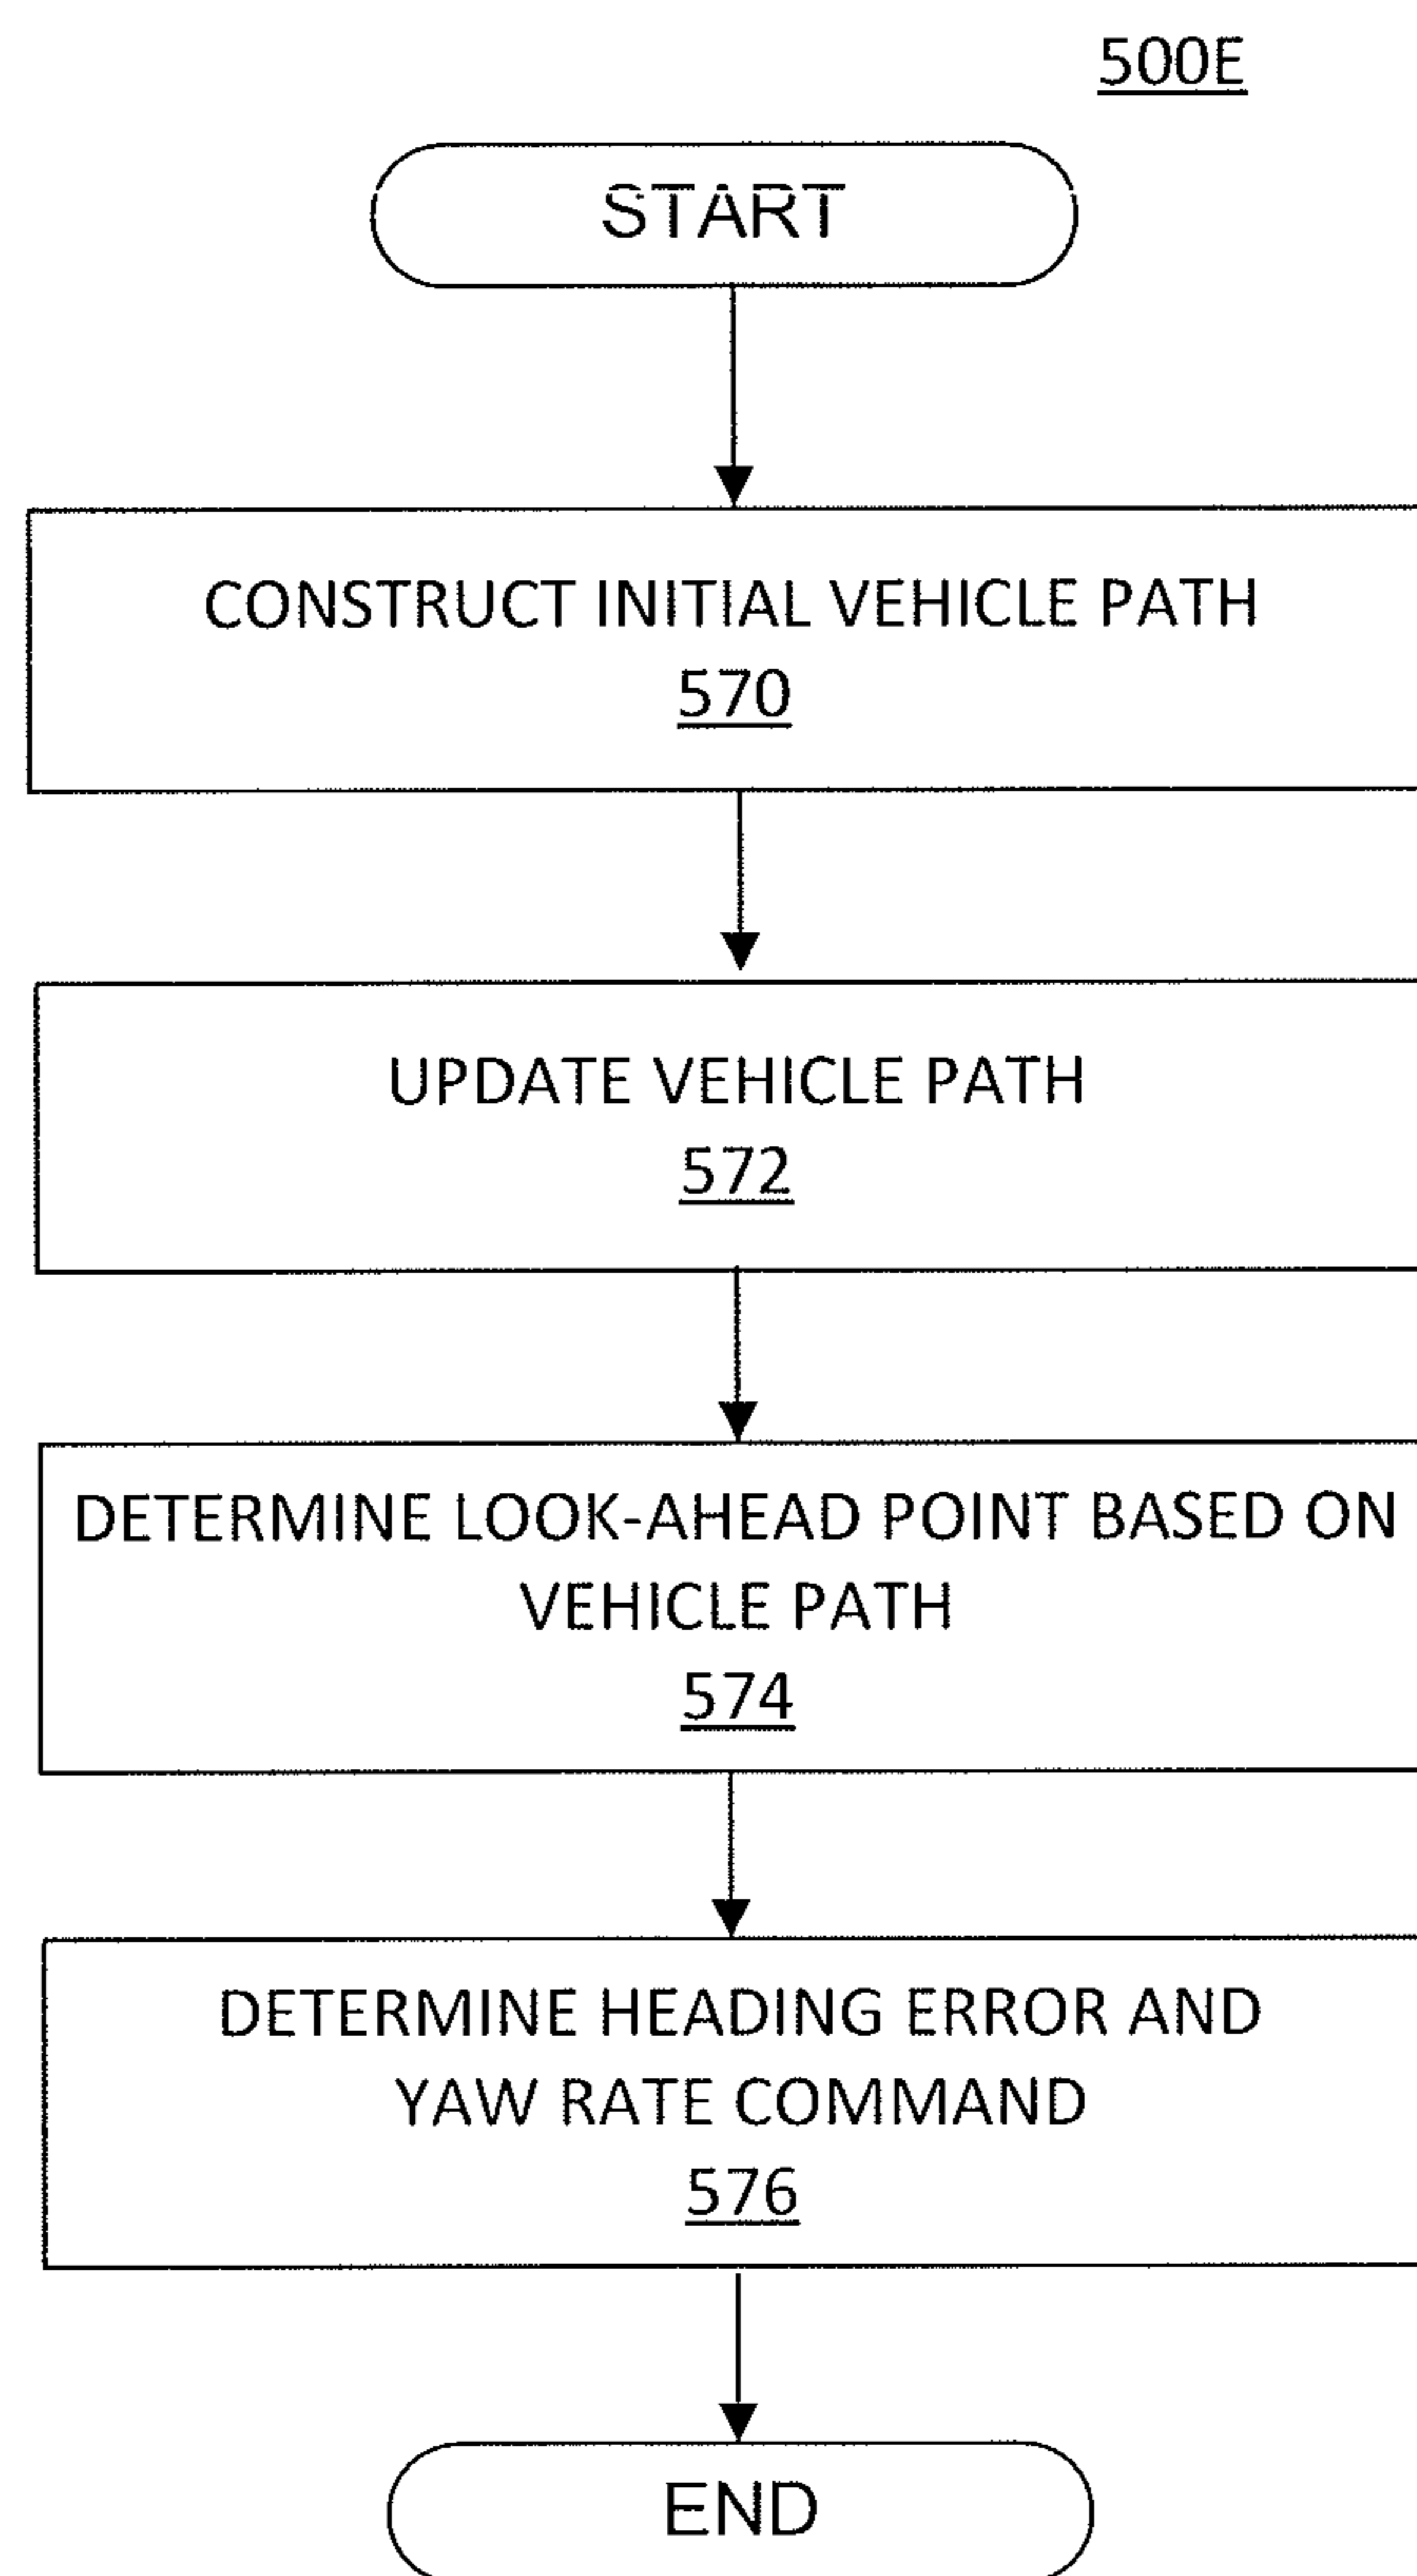 500E
START
CONSTRUCT INITIAL VEHICLE PATH
570
UPDATE VEHICLE PATH
572
DETERMINE LOOK-AHEAD POINT BASED ON
VEHICLE PATH
574
DETERMINE HEADING ERROR AND
YAW RATE COMMAND
576
END